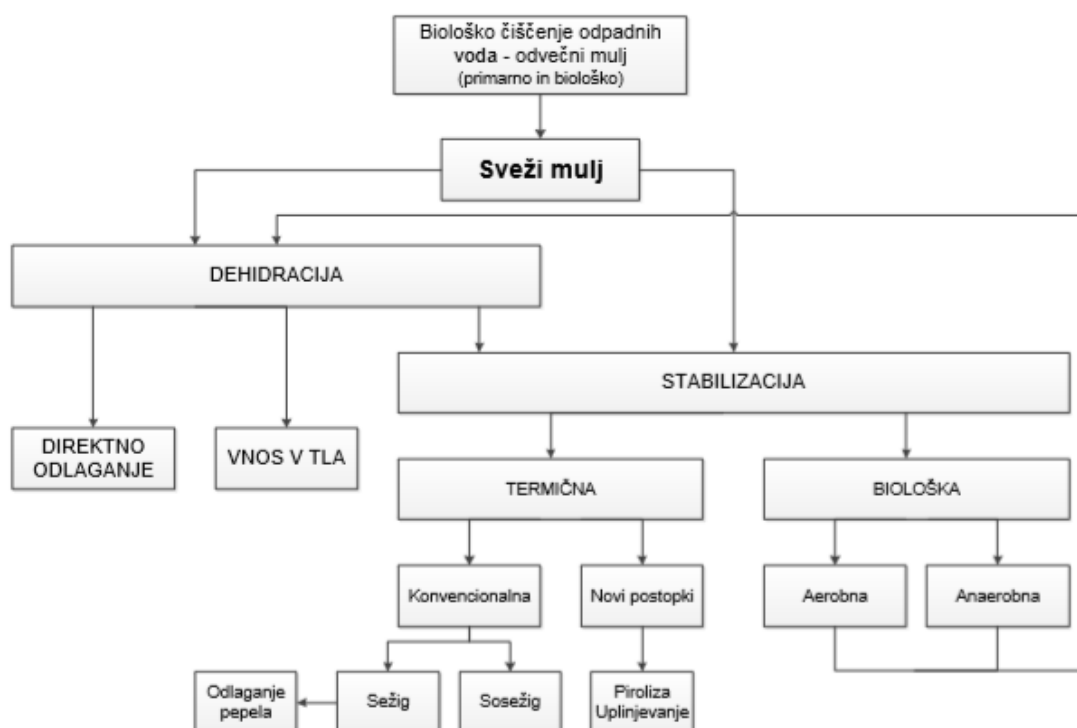 Biološko čiščenje odpadnih
voda - odvečni mulj
(primarno in biološko)
Sveži mulj
DEHIDRACIJA
STABILIZACIJA
DIREKTNO
ODLAGANJE
VNOS V TLA
TERMIČNA
BIOLOŠKA
Konvencionalna
Novi postopki
Aerobna
Anaerobna
Odlaganje
pepela
Sežig
Sosežig
Piroliza
Uplinjevanje